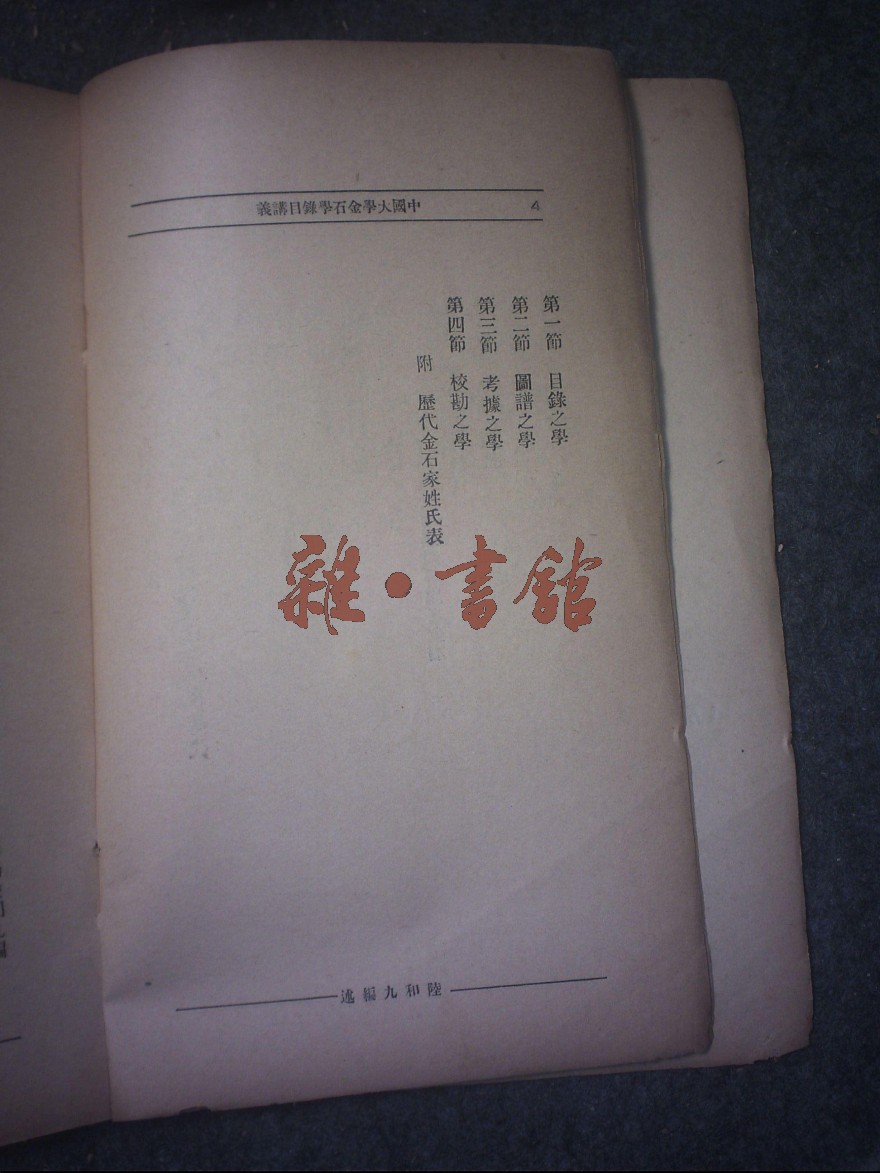 中國大學金石學錄目講義
4
第一節 目錄之學
第二節 圖譜之學
第三節 考據之學
第四節 校勘之學
附 歷代金石家姓氏表
雜·書館
陸和九編述